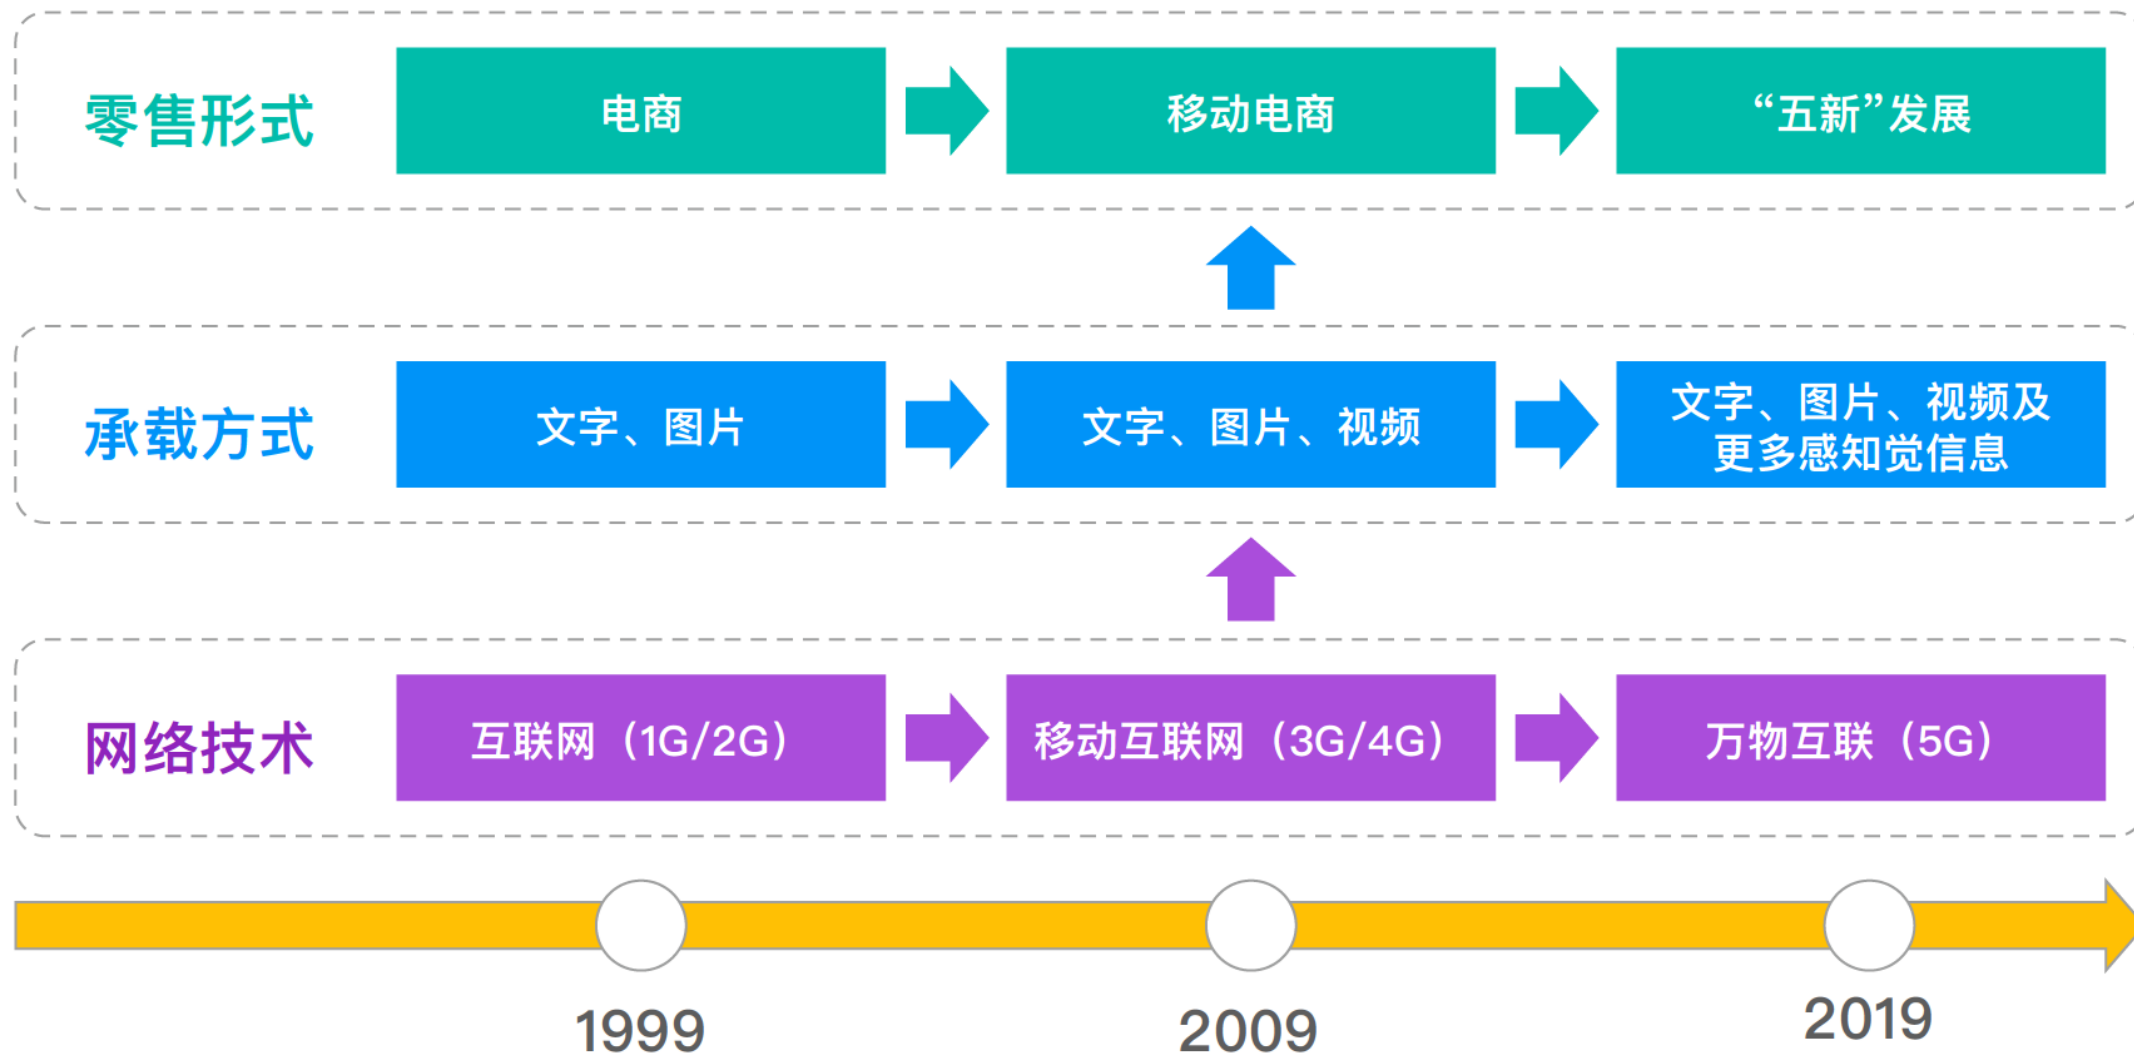 零售形式
电商
移动电商
“五新”发展
承载方式
文字、图片
文字、图片、视频
文字、图片、视频及
更多感知觉信息
网络技术
互联网（1G/2G）
移动互联网（3G/4G）
万物互联（5G）
1999
2009
2019